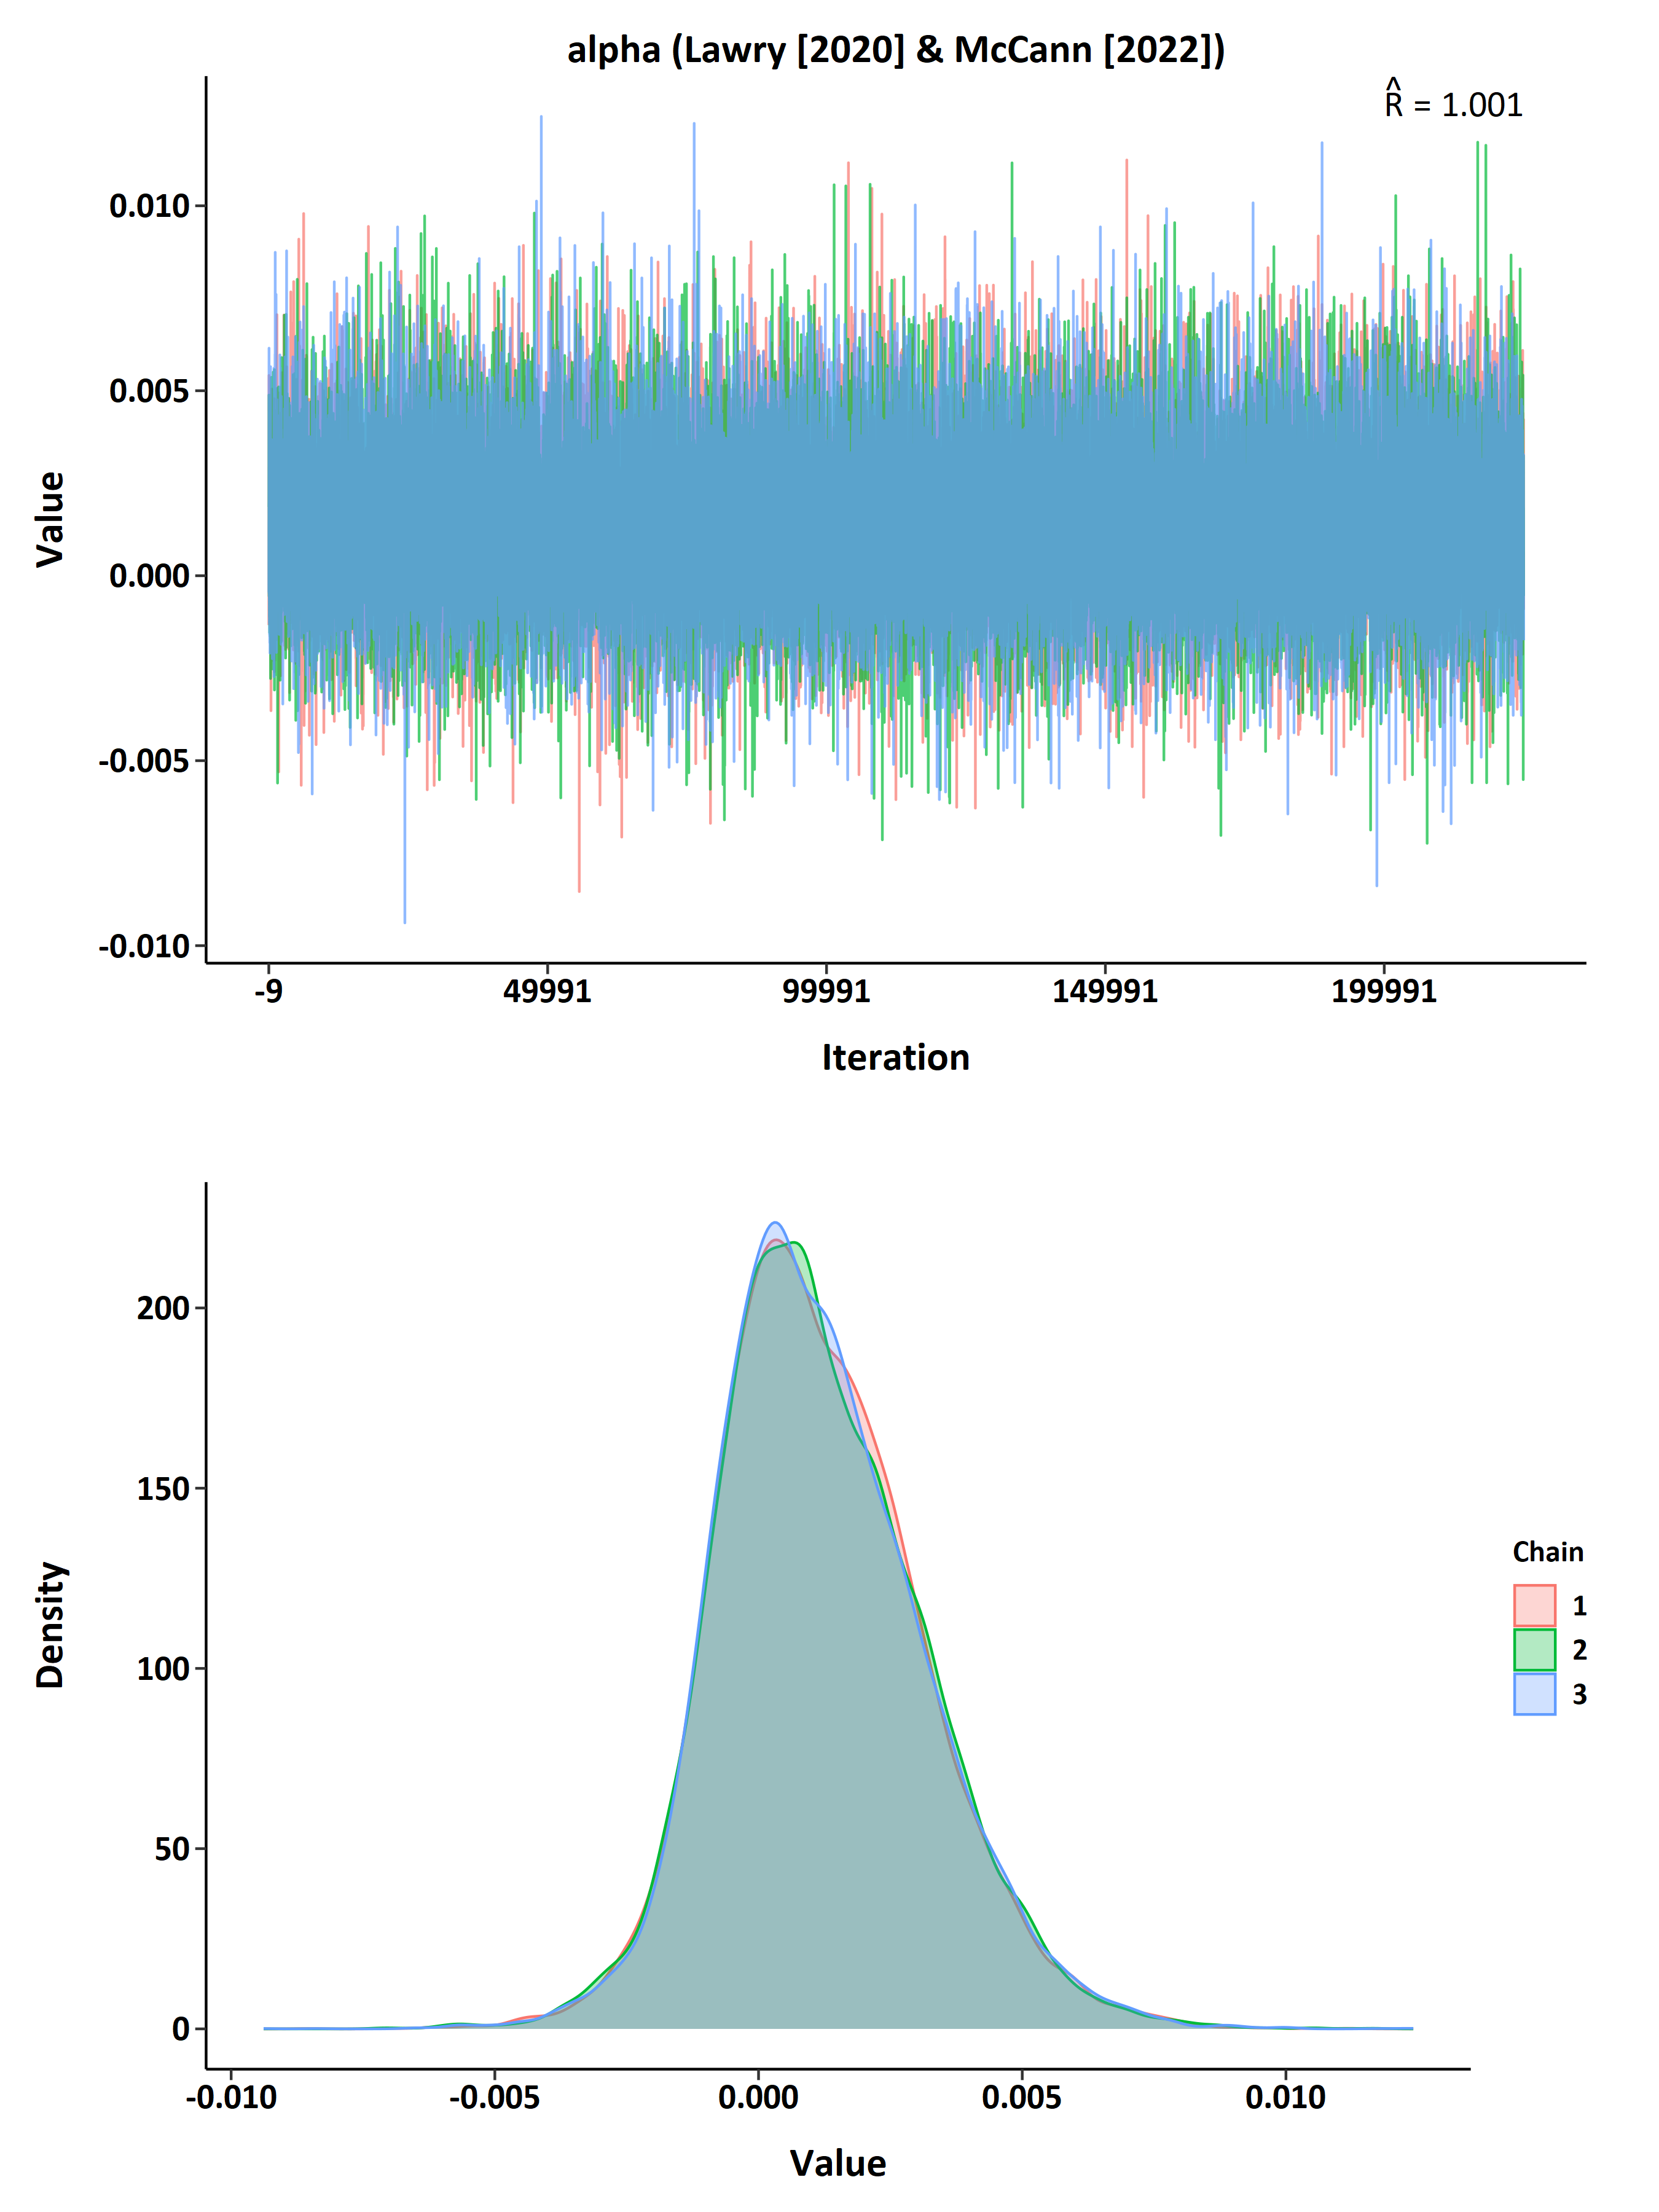 alpha (Lawry [2020] & McCann [2022])
R̂ = 1.001
0.010
0.005
0.000
-0.005
-0.010
Value
-9 49991 99991 149991 199991
Iteration
200
150
100
50
0
Density
-0.010 -0.005 0.000 0.005 0.010
Value
Chain
1
2
3